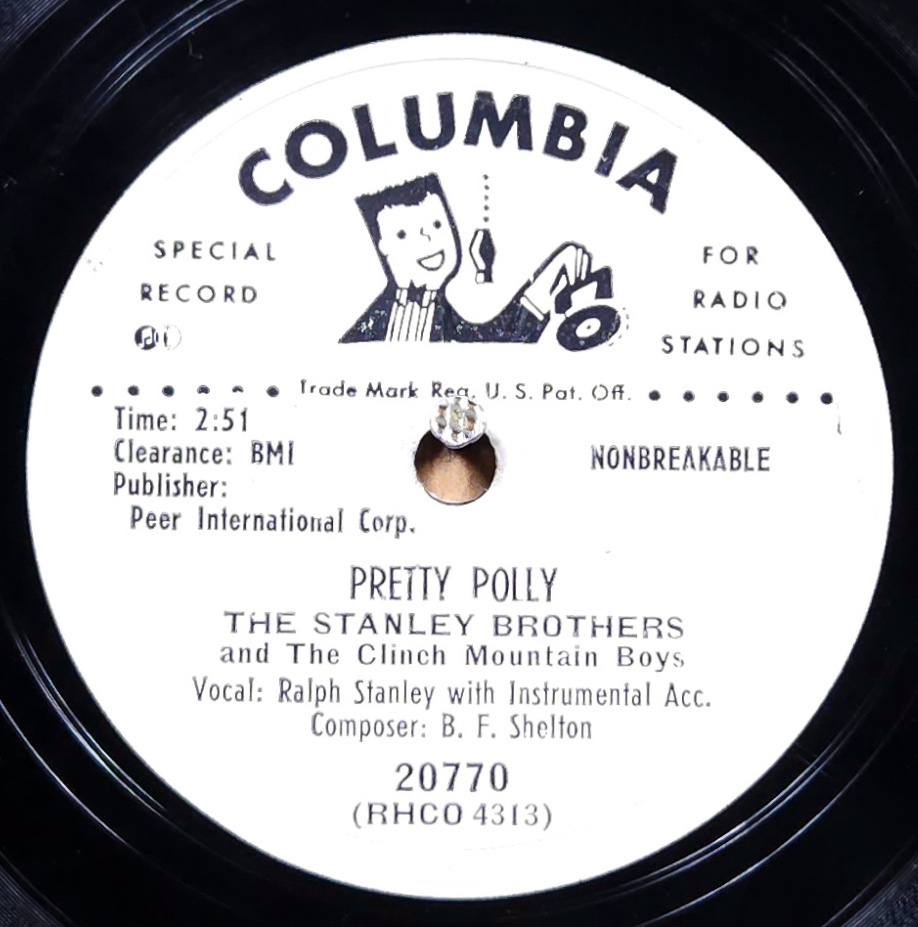 COLUMBIA
SPECIAL
RECORD
FOR
RADIO
STATIONS
Trade Mark Reg. U. S. Pat. Off.
Time: 2:51
Clearance: BMI
Publisher:
Peer International Corp.
NONBREAKABLE
PRETTY POLLY
THE STANLEY BROTHERS
and The Clinch Mountain Boys
Vocal: Ralph Stanley with Instrumental Acc.
Composer: B. F. Shelton
20770
(RHCO 4313)